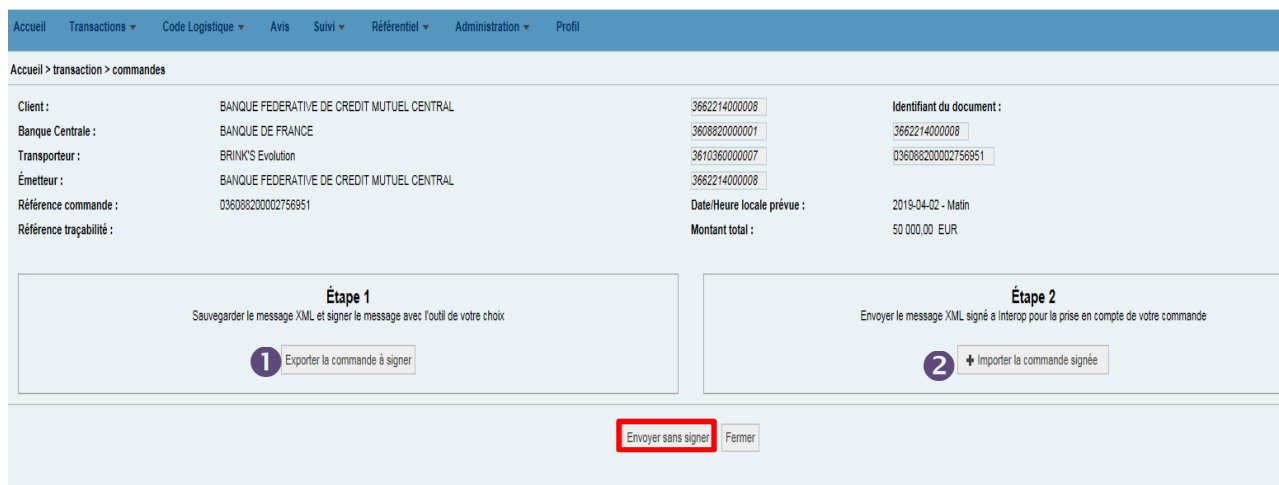 Accueil Transactions Code Logistique Avis Suivi Référentiel Administration Profil
Accueil > transaction > commandes
Client : BANQUE FEDERATIVE DE CREDIT MUTUEL CENTRAL 3662214000008 Identifiant du document :
Banque Centrale : BANQUE DE FRANCE 3608820000001 3662214000008
Transporteur : BRINK'S Evolution 3610360000007 036088200002756951
Émetteur : BANQUE FEDERATIVE DE CREDIT MUTUEL CENTRAL 3662214000008
Référence commande : 036088200002756951 Date/Heure locale prévue : 2019-04-02 - Matin
Référence traçabilité : Montant total : 50 000,00 EUR
Étape 1
Sauvegarder le message XML et signer le message avec l'outil de votre choix
1 Exporter la commande à signer
Étape 2
Envoyer le message XML signé a Interop pour la prise en compte de votre commande
2 + Importer la commande signée
Envoyer sans signer Fermer